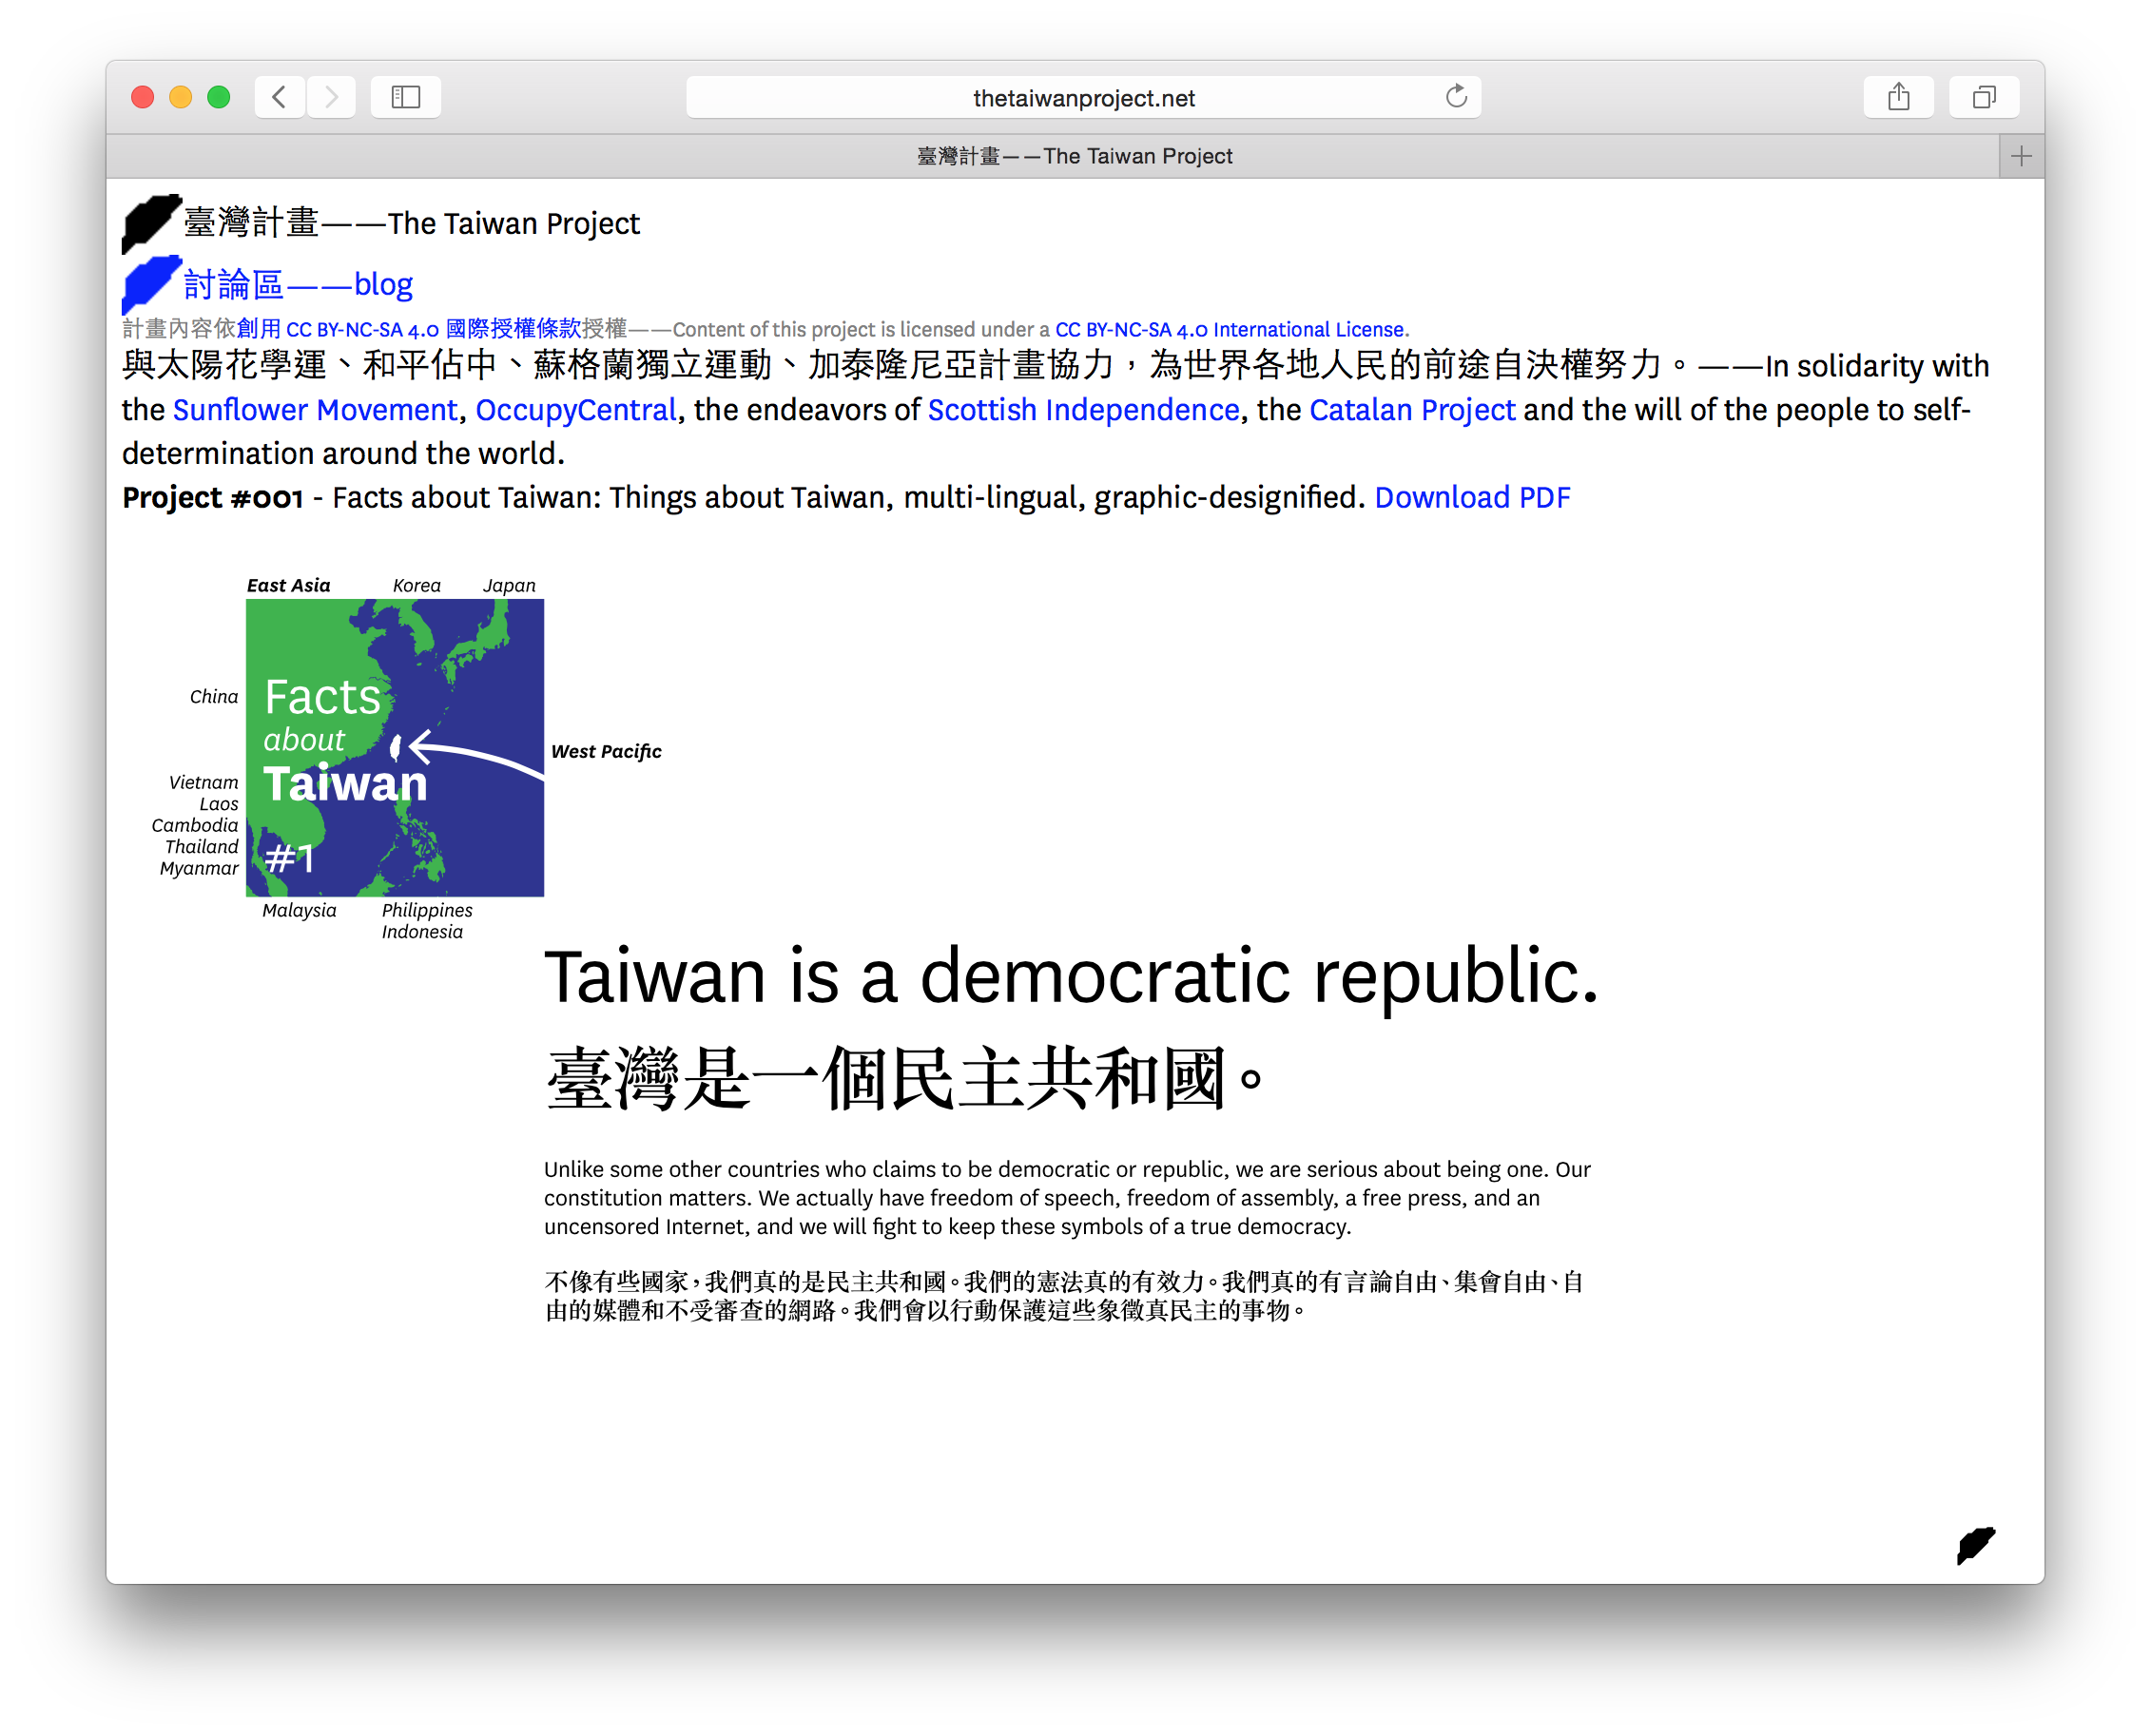 thetaiwanproject.net
臺灣計畫——The Taiwan Project
臺灣計畫——The Taiwan Project
討論區——blog
計畫內容依創用 CC BY-NC-SA 4.0 國際授權條款授權——Content of this project is licensed under a CC BY-NC-SA 4.0 International License.
與太陽花學運、和平佔中、蘇格蘭獨立運動、加泰隆尼亞計畫協力，為世界各地人民的前途自決權努力。——In solidarity with
the Sunflower Movement, OccupyCentral, the endeavors of Scottish Independence, the Catalan Project and the will of the people to self-
determination around the world.
Project #001 - Facts about Taiwan: Things about Taiwan, multi-lingual, graphic-designified. Download PDF
East Asia Korea Japan
China
Facts
about
Taiwan
#1
West Pacific
Vietnam
Laos
Cambodia
Thailand
Myanmar
Malaysia Philippines
Indonesia
Taiwan is a democratic republic.
臺灣是一個民主共和國。
Unlike some other countries who claims to be democratic or republic, we are serious about being one. Our
constitution matters. We actually have freedom of speech, freedom of assembly, a free press, and an
uncensored Internet, and we will fight to keep these symbols of a true democracy.
不像有些國家，我們真的是民主共和國。我們的憲法真的有效力。我們真的有言論自由、集會自由、自
由的媒體和不受審查的網路。我們會以行動保護這些象徵真民主的事物。